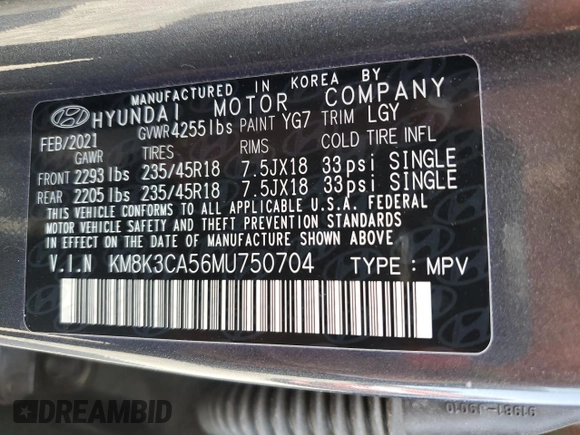 MANUFACTURED IN KOREA BY
HYUNDAI MOTOR COMPANY
FEB/2021 GVWR 4255lbs PAINT YG7 TRIM LGY
GAWR TIRES RIMS COLD TIRE INFL
FRONT 2293 lbs 235/45R18 7.5JX18 33psi SINGLE
REAR 2205 lbs 235/45R18 7.5JX18 33psi SINGLE
THIS VEHICLE CONFORMS TO ALL APPLICABLE U.S.A. FEDERAL
MOTOR VEHICLE SAFETY AND THEFT PREVENTION STANDARDS
IN EFFECT ON THE DATE OF MANUFACTURE SHOWN ABOVE.
V.I.N KM8K3CA56MU750704 TYPE : MPV
91981-J9010
DREAMBID